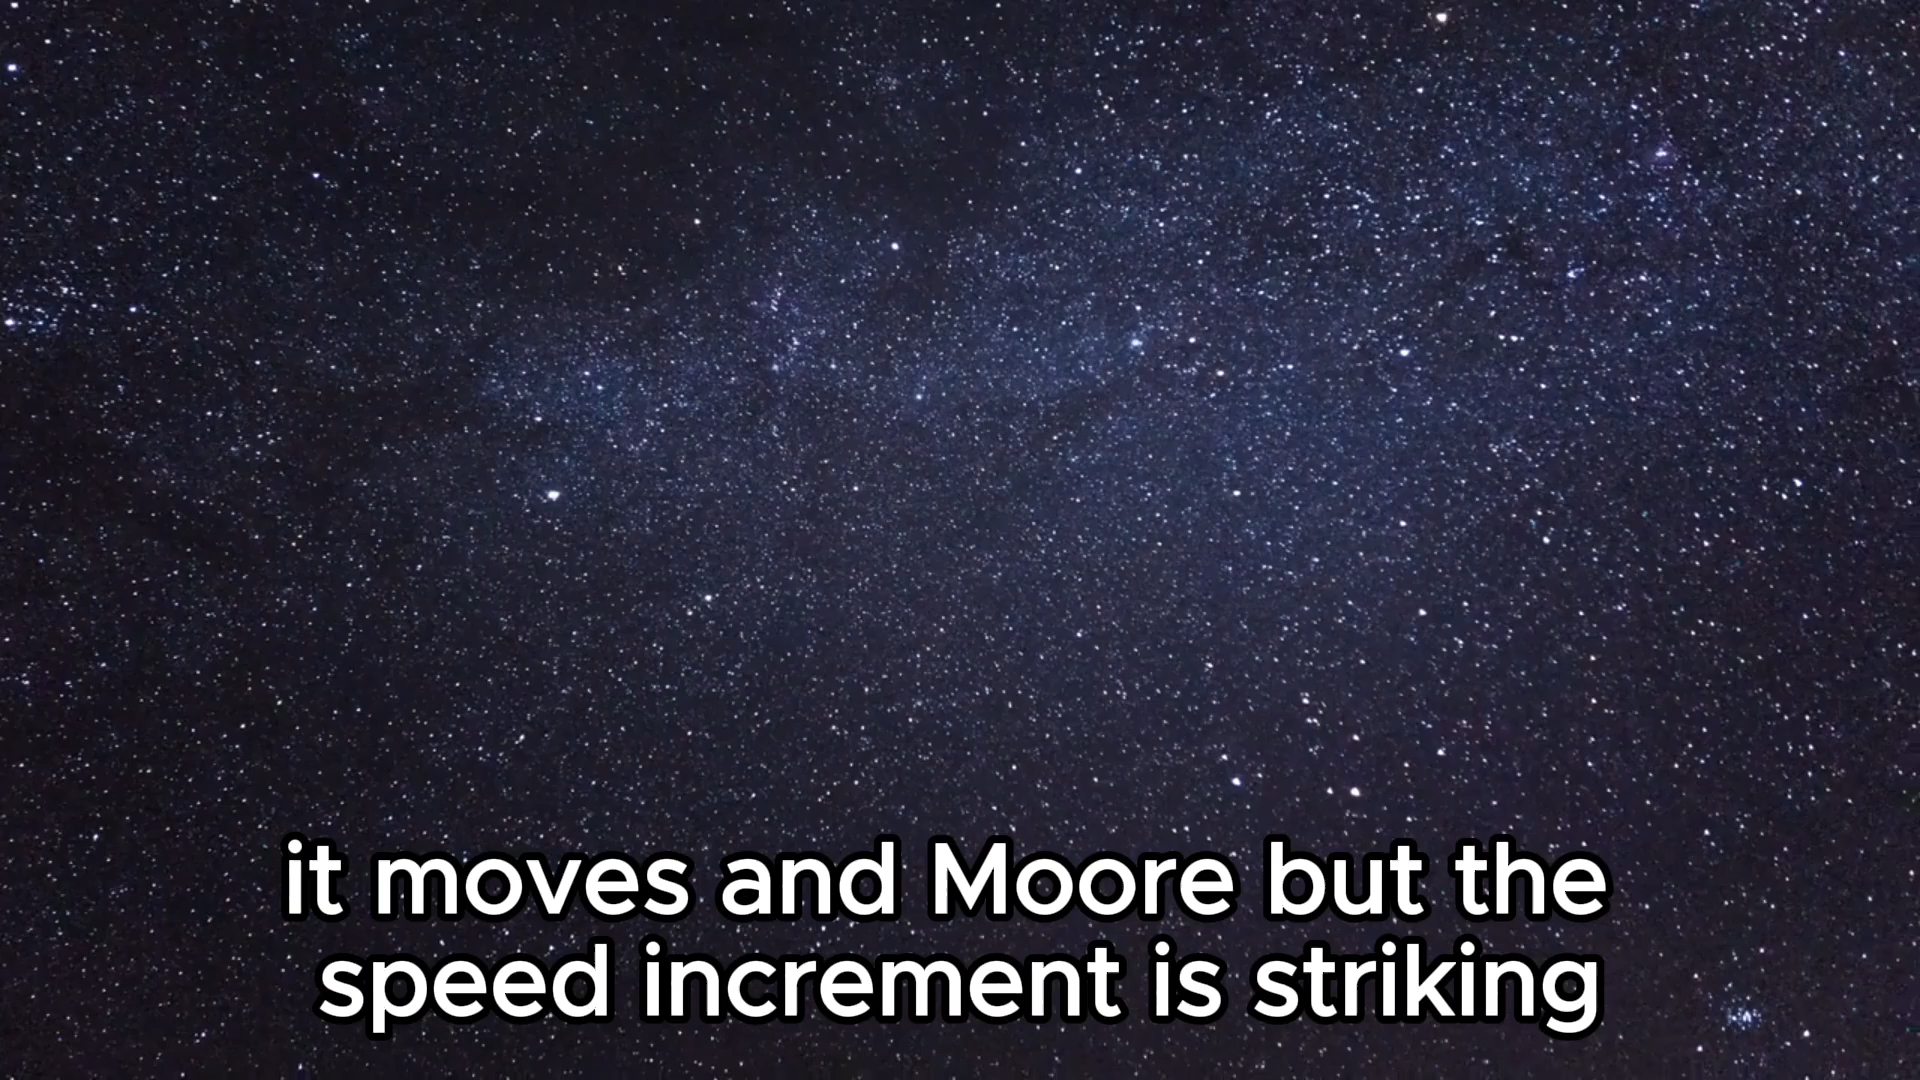 it moves and Moore but the
speed increment is striking